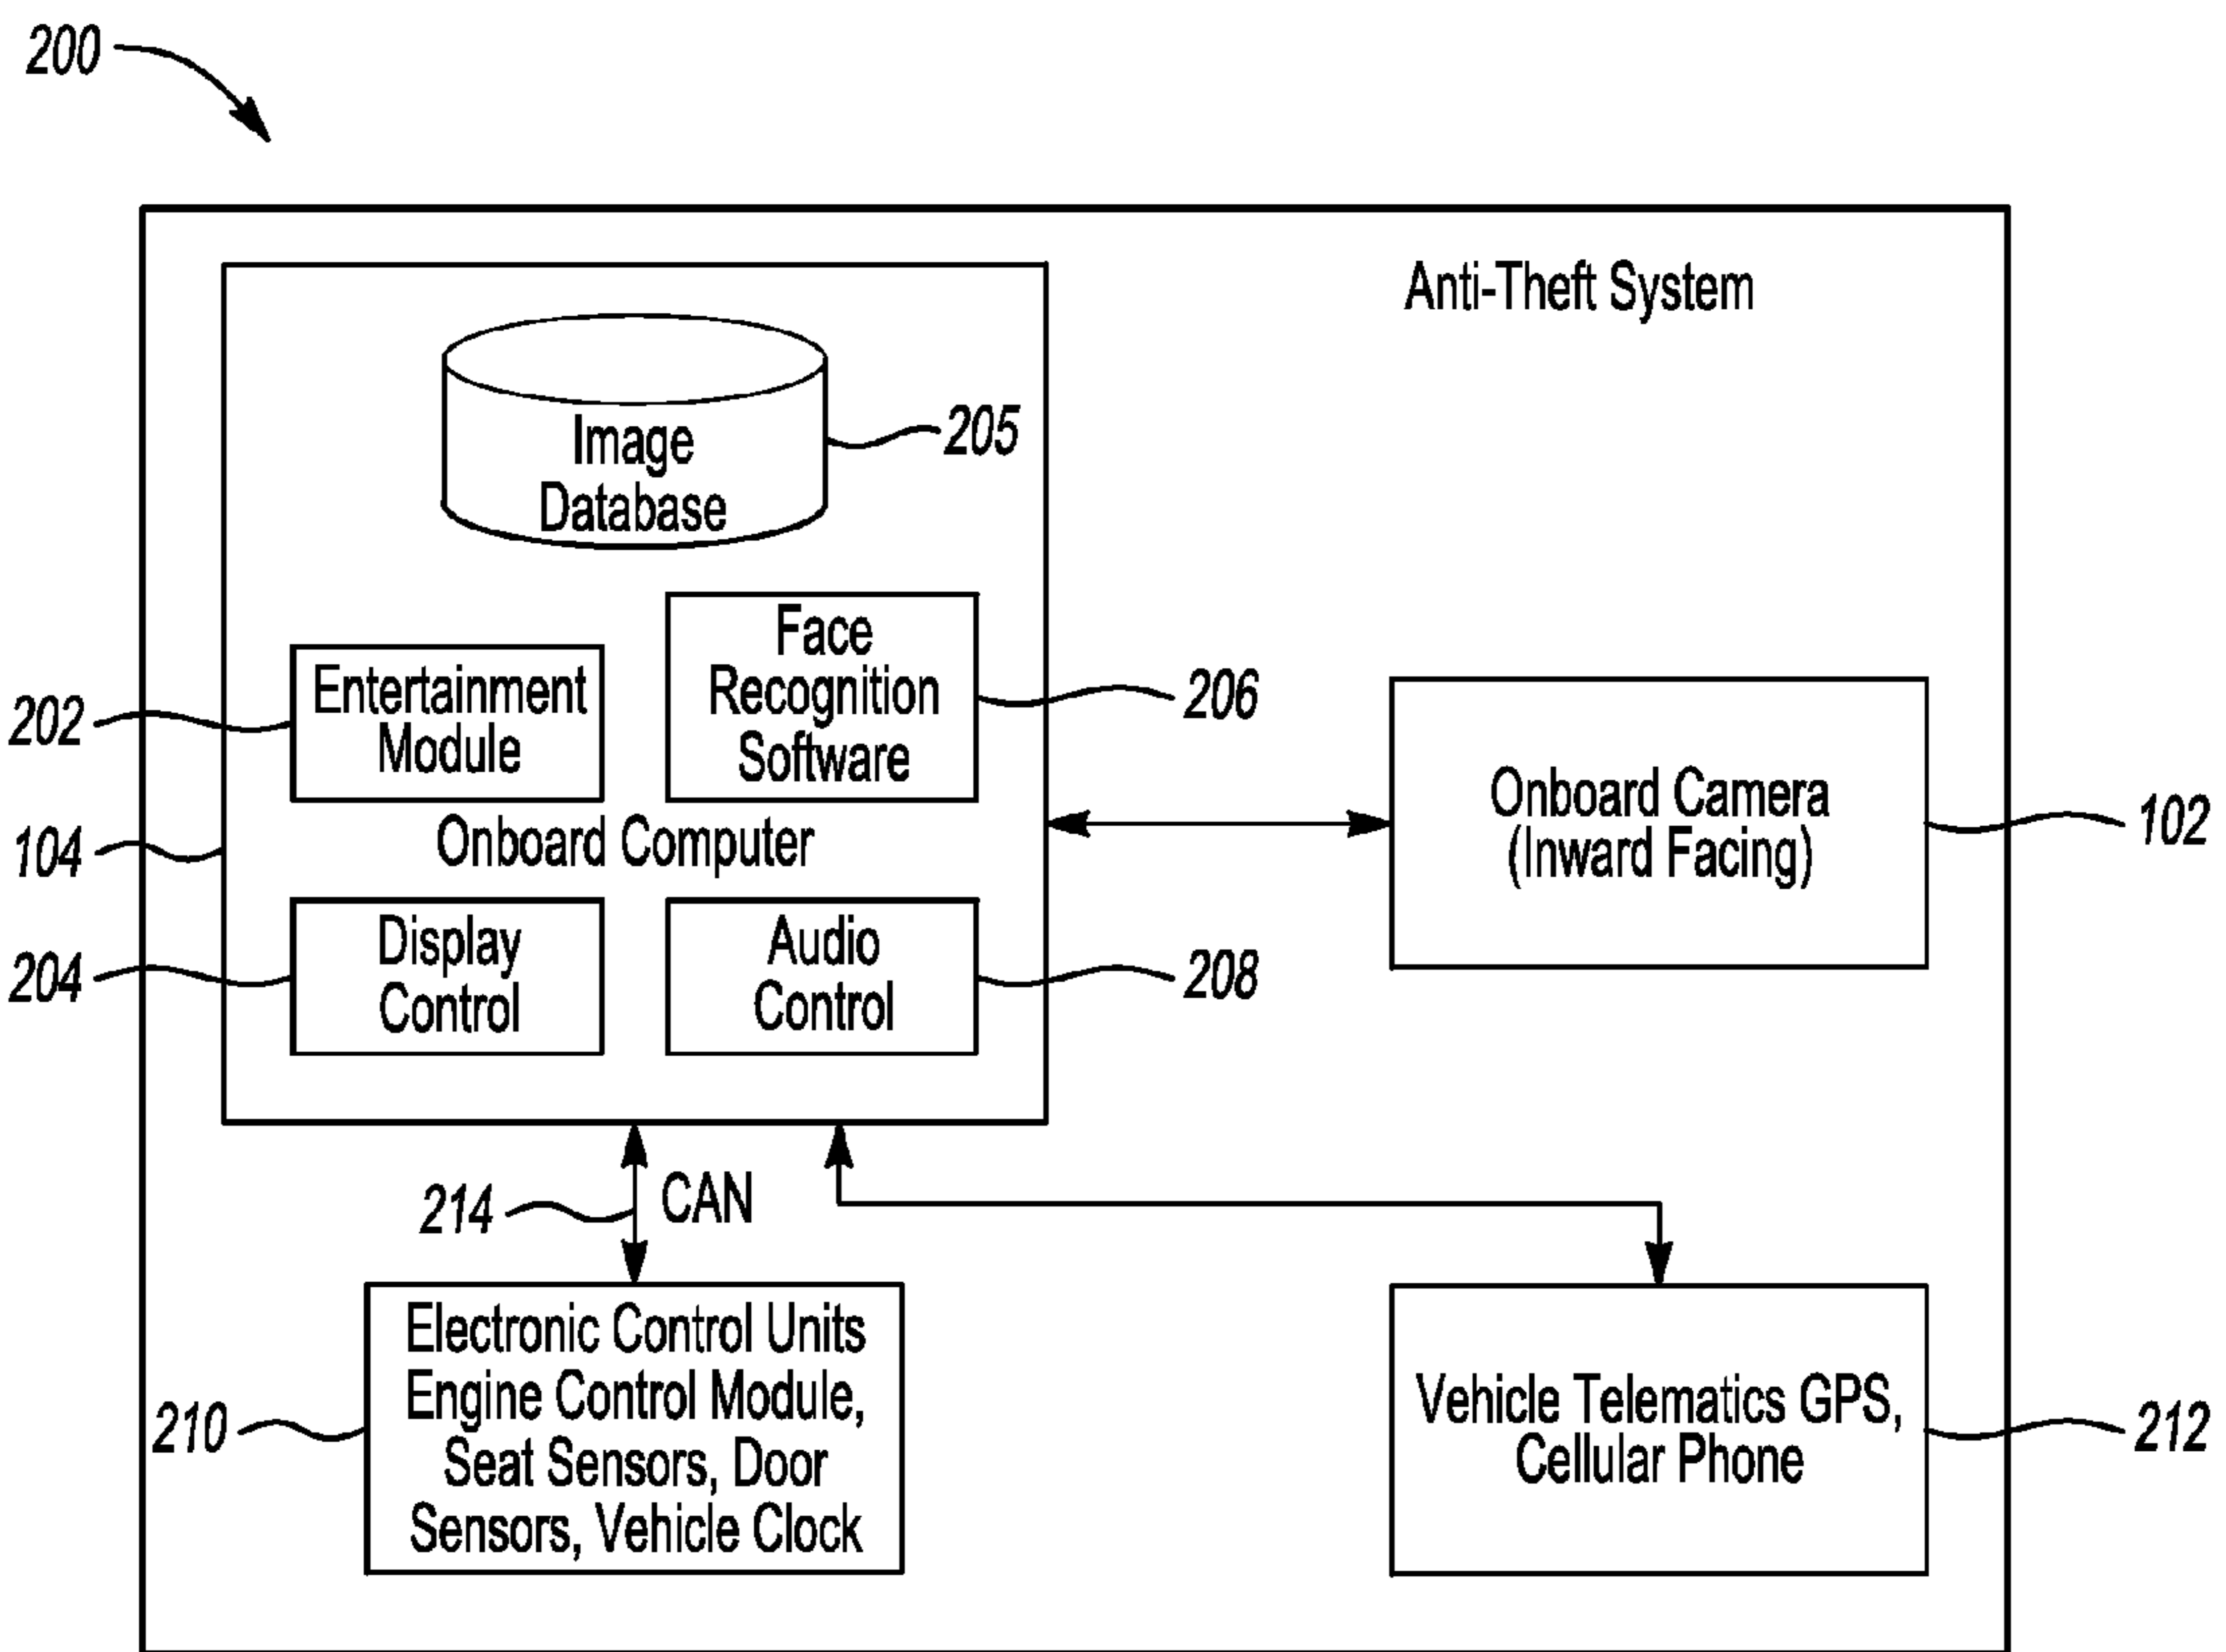 200
Anti-Theft System
Image
Database
205
Entertainment
Module
202
Face
Recognition
Software
206
Onboard Computer
104
Onboard Camera
(Inward Facing)
102
Display
Control
204
Audio
Control
208
214
CAN
Electronic Control Units
Engine Control Module,
Seat Sensors, Door
Sensors, Vehicle Clock
210
Vehicle Telematics GPS,
Cellular Phone
212